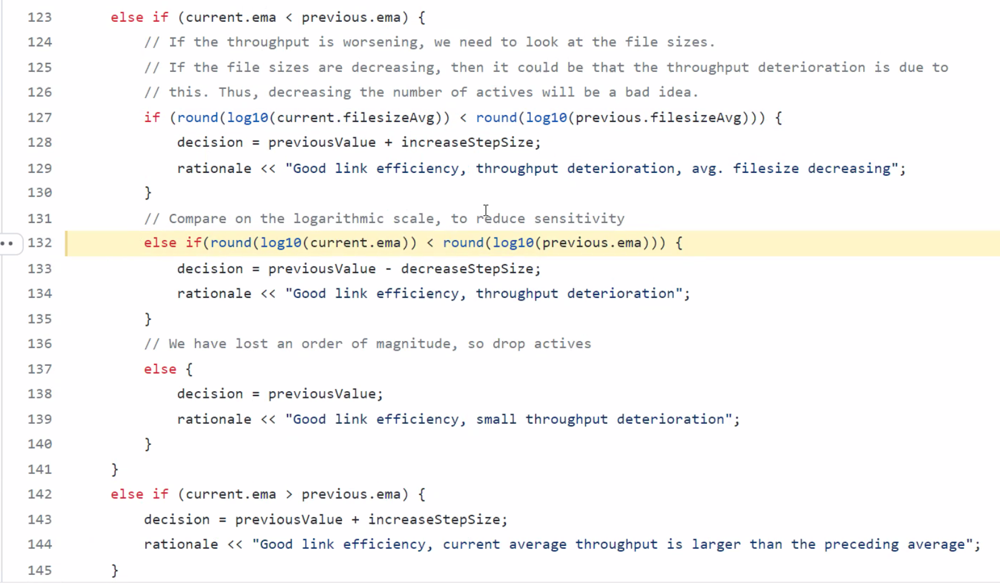 123 else if (current.ema < previous.ema) {
124 // If the throughput is worsening, we need to look at the file sizes.
125 // If the file sizes are decreasing, then it could be that the throughput deterioration is due to
126 // this. Thus, decreasing the number of actives will be a bad idea.
127 if (round(log10(current.filesizeAvg)) < round(log10(previous.filesizeAvg))) {
128 decision = previousValue + increaseStepSize;
129 rationale << "Good link efficiency, throughput deterioration, avg. filesize decreasing";
130 }
131 // Compare on the logarithmic scale, to reduce sensitivity
132 else if(round(log10(current.ema)) < round(log10(previous.ema))) {
133 decision = previousValue - decreaseStepSize;
134 rationale << "Good link efficiency, throughput deterioration";
135 }
136 // We have lost an order of magnitude, so drop actives
137 else {
138 decision = previousValue;
139 rationale << "Good link efficiency, small throughput deterioration";
140 }
141 }
142 else if (current.ema > previous.ema) {
143 decision = previousValue + increaseStepSize;
144 rationale << "Good link efficiency, current average throughput is larger than the preceding average";
145 }